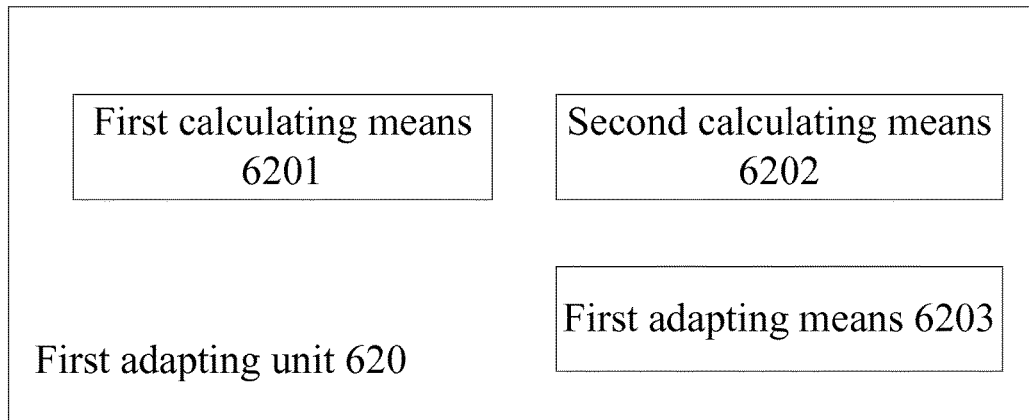 First calculating means
6201
Second calculating means
6202
First adapting means 6203
First adapting unit 620